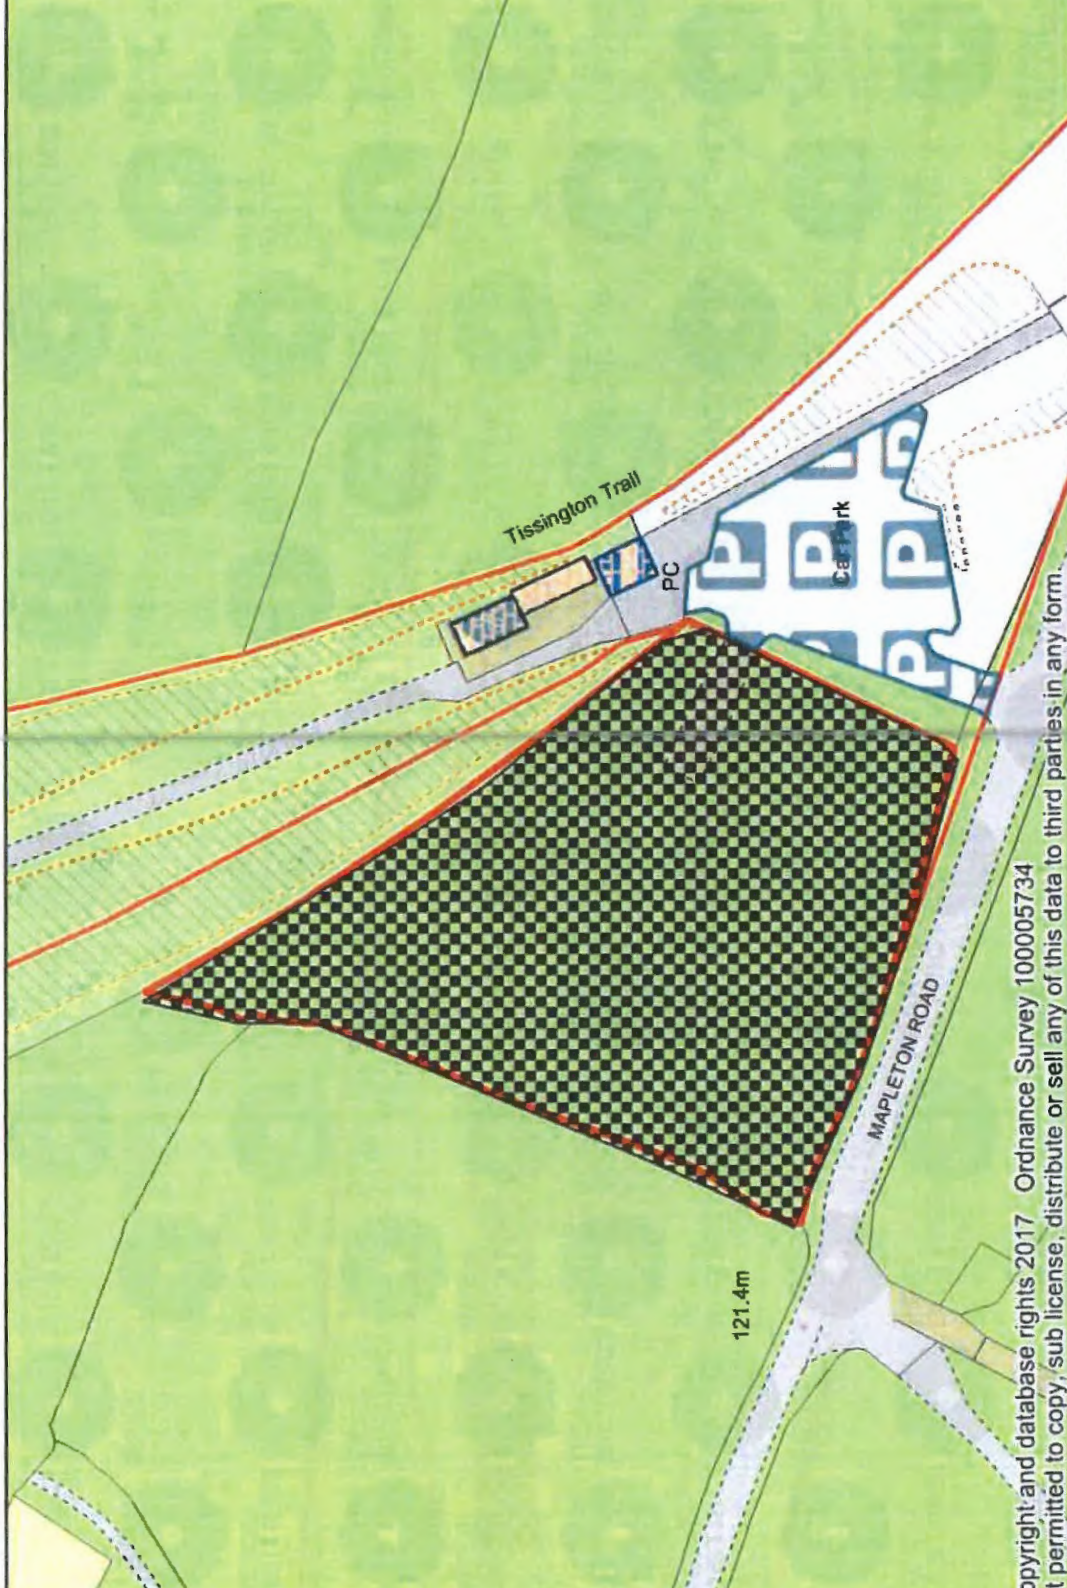 Tissington Trail
PC
P
P
P
P
Car Park
P
P
P
P
P
MAPLETON ROAD
121.4m
opyright and database rights 2017 Ordnance Survey 100005734
t permitted to copy, sub license, distribute or sell any of this data to third parties in any form.